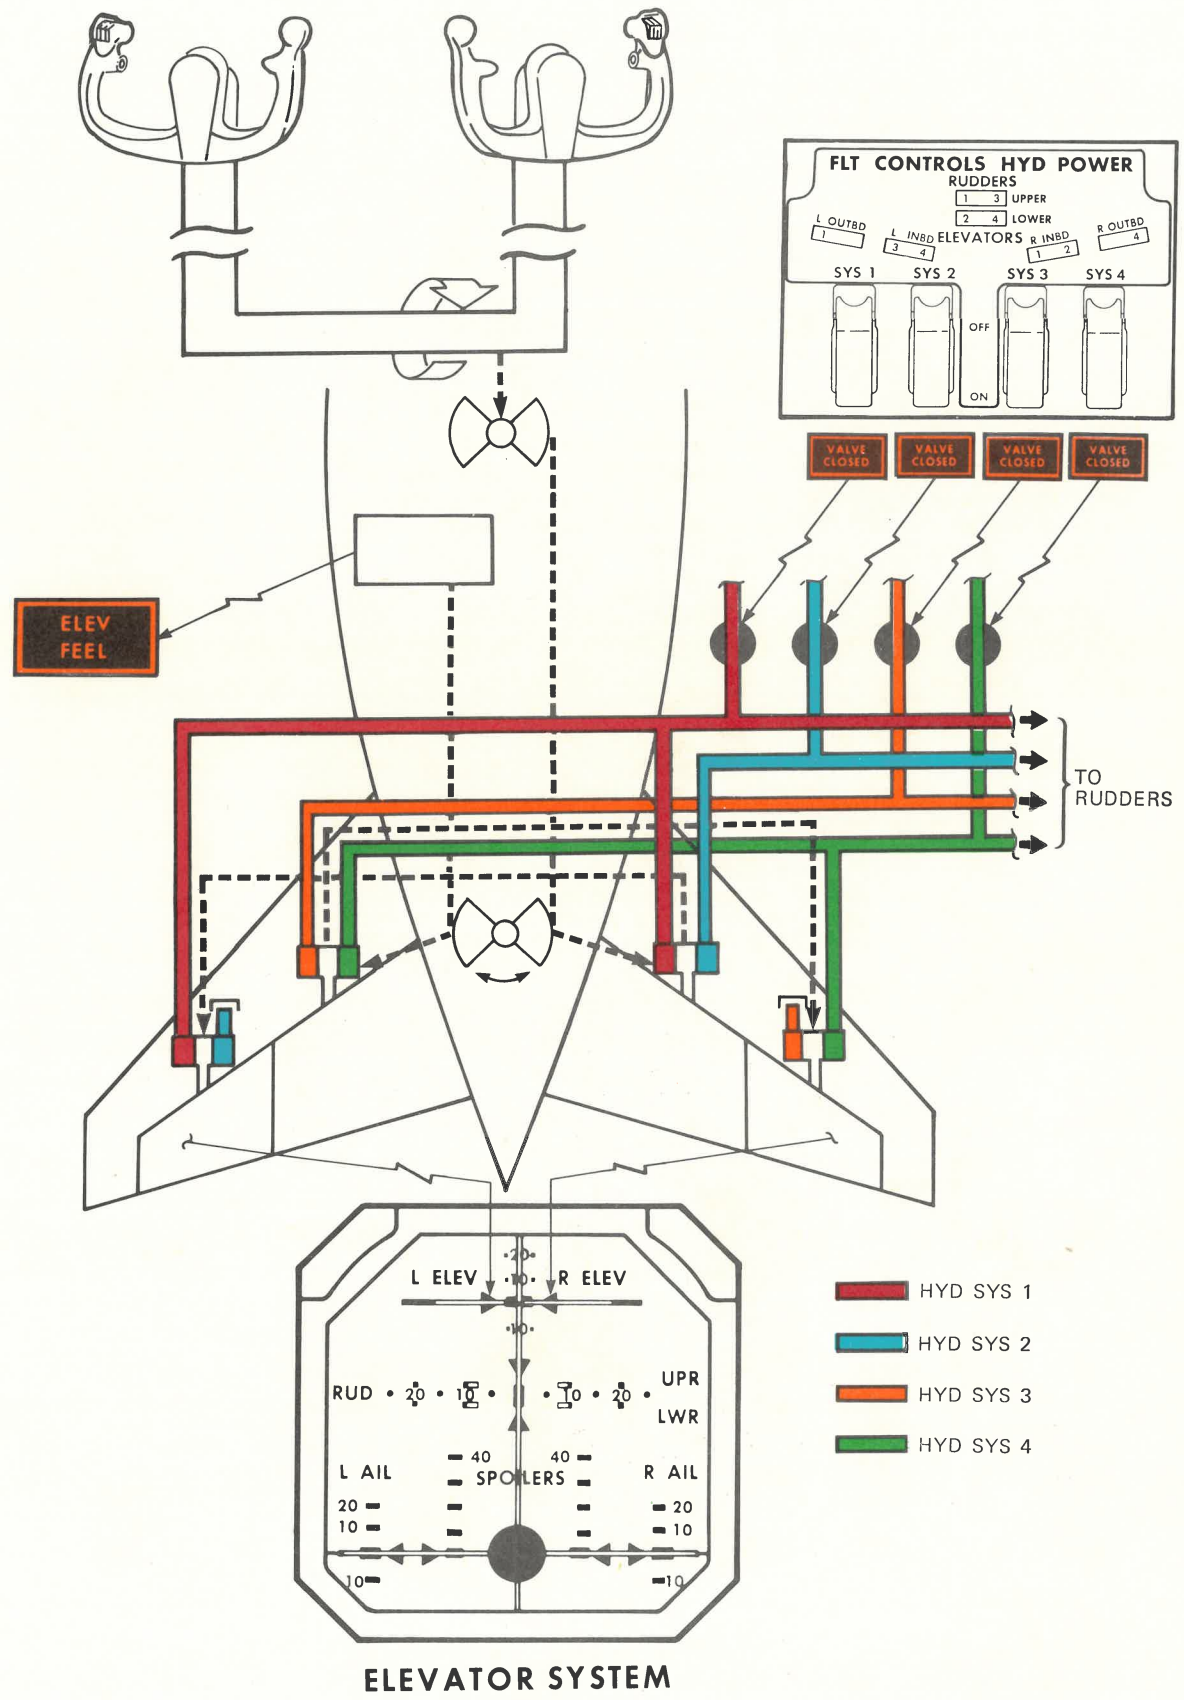 FLT CONTROLS HYD POWER
RUDDERS
1 3 UPPER
2 4 LOWER
L OUTBD
1
L INBD
3 4
ELEVATORS
R INBD
1 2
R OUTBD
4
SYS 1 SYS 2 SYS 3 SYS 4
OFF
ON
VALVE CLOSED
VALVE CLOSED
VALVE CLOSED
VALVE CLOSED
ELEV
FEEL
TO
RUDDERS
20
L ELEV 10 R ELEV
10
RUD 20 10 10 20
UPR
LWR
40 40
L AIL SPOILERS R AIL
20 20
10 10
10 10
HYD SYS 1
HYD SYS 2
HYD SYS 3
HYD SYS 4
ELEVATOR SYSTEM